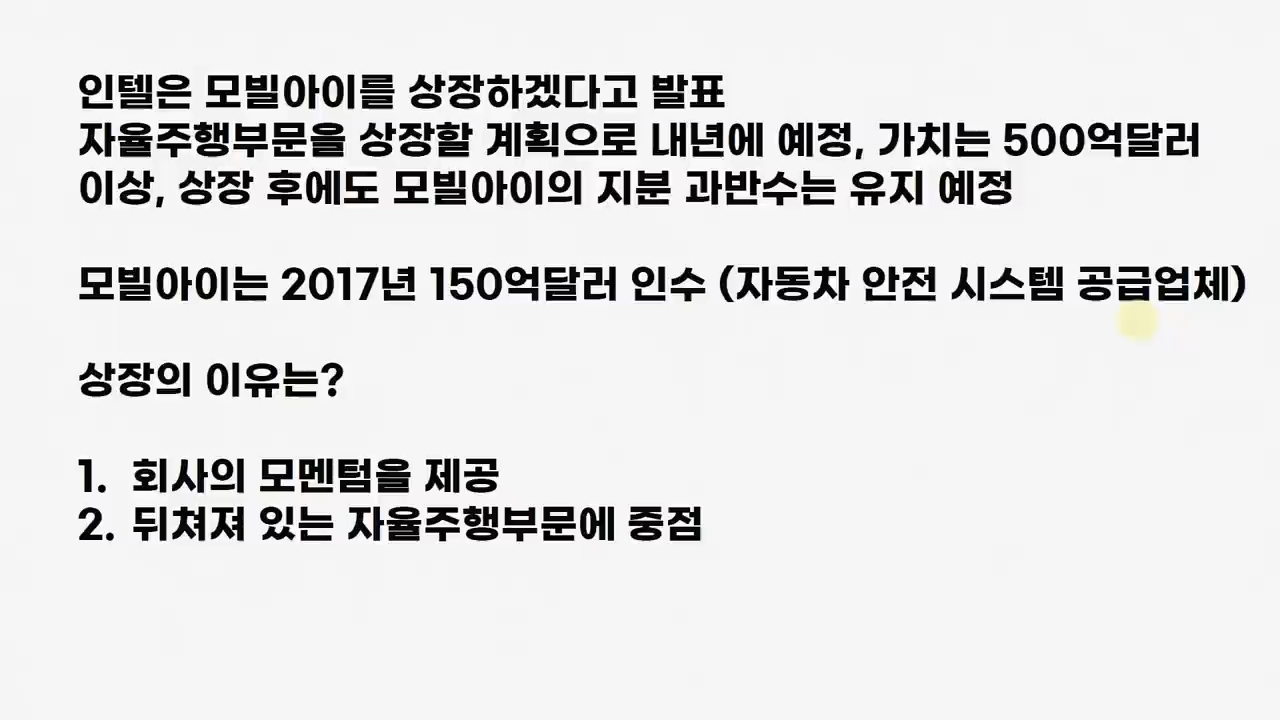 인텔은 모빌아이를 상장하겠다고 발표
자율주행부문을 상장할 계획으로 내년에 예정, 가치는 500억달러
이상, 상장 후에도 모빌아이의 지분 과반수는 유지 예정
모빌아이는 2017년 150억달러 인수 (자동차 안전 시스템 공급업체)
상장의 이유는?
1. 회사의 모멘텀을 제공
2. 뒤쳐져 있는 자율주행부문에 중점